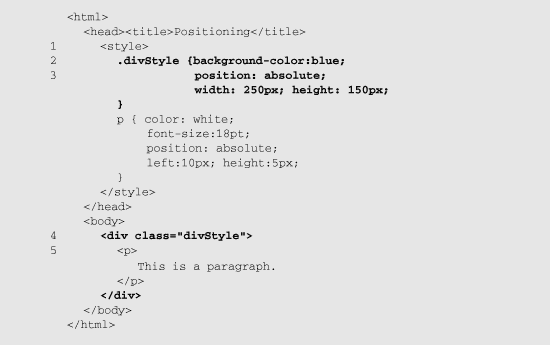 <html>
<head><title>Positioning</title>
1 <style>
2 .divStyle {background-color:blue;
3 position: absolute;
width: 250px; height: 150px;
}
p { color: white;
font-size:18pt;
position: absolute;
left:10px; height:5px;
}
</style>
</head>
<body>
4 <div class="divStyle">
5 <p>
This is a paragraph.
</p>
</div>
</body>
</html>